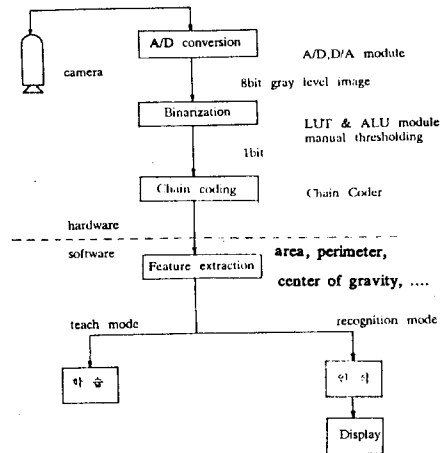 A/D conversion
A/D,D/A module
camera
8bit gray level image
Binarization
LUT & ALU module
manual thresholding
1bit
Chain coding
Chain Coder
hardware
software
Feature extraction
area, perimeter,
center of gravity, ....
teach mode
recognition mode
학 습
인 식
Display